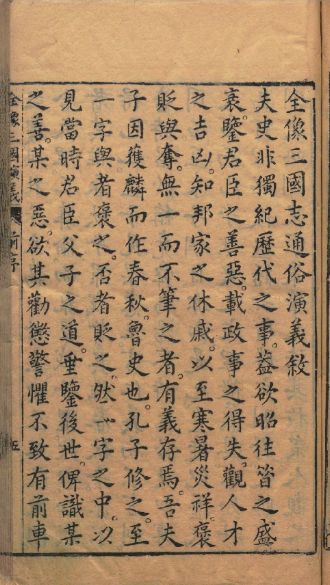 全像三國志通俗演義敘
夫史非獨紀歷代之事葢欲昭往昔之盛
衰鑒君臣之善惡載政事之得失觀人才
之吉凶知邦家之休戚以至寒暑災祥褒
貶與奪無一而不筆之者有義存焉吾夫
子因獲麟而作春秋魯史也孔子修之至
一字與者褒之否者貶之然一字之中以
見當時君臣父子之道垂鑒後世俾識某
之善某之惡欲其勸懲警懼不致有前車
全像三國演義
前序
五